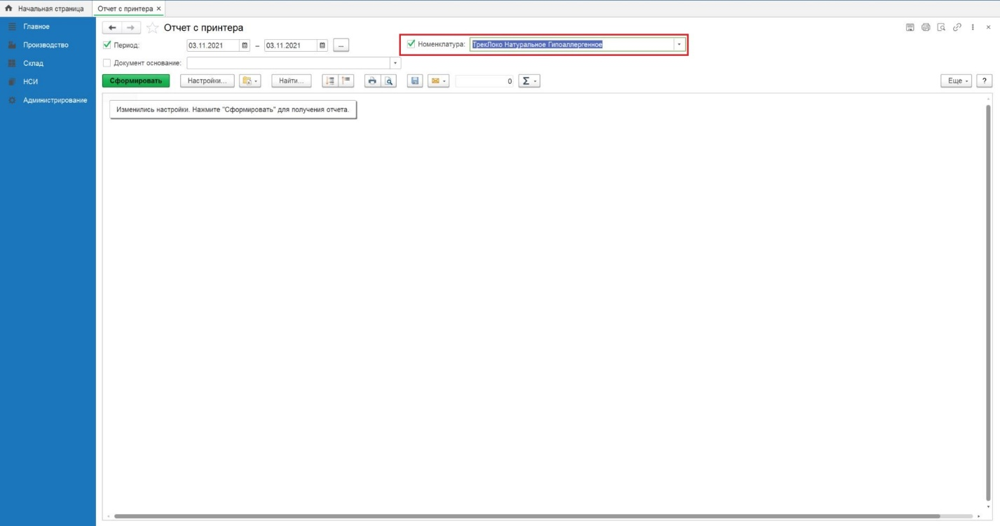 Начальная страница
Отчет с принтера ×
Главное
Производство
Склад
НСИ
Администрирование
Отчет с принтера
Период: 03.11.2021 – 03.11.2021 ...
Номенклатура: ТрекЛоко Натуральное Гипоаллергенное
Документ основание:
Сформировать Настройки... Найти... 0 Σ Еще ?
Изменились настройки. Нажмите "Сформировать" для получения отчета.